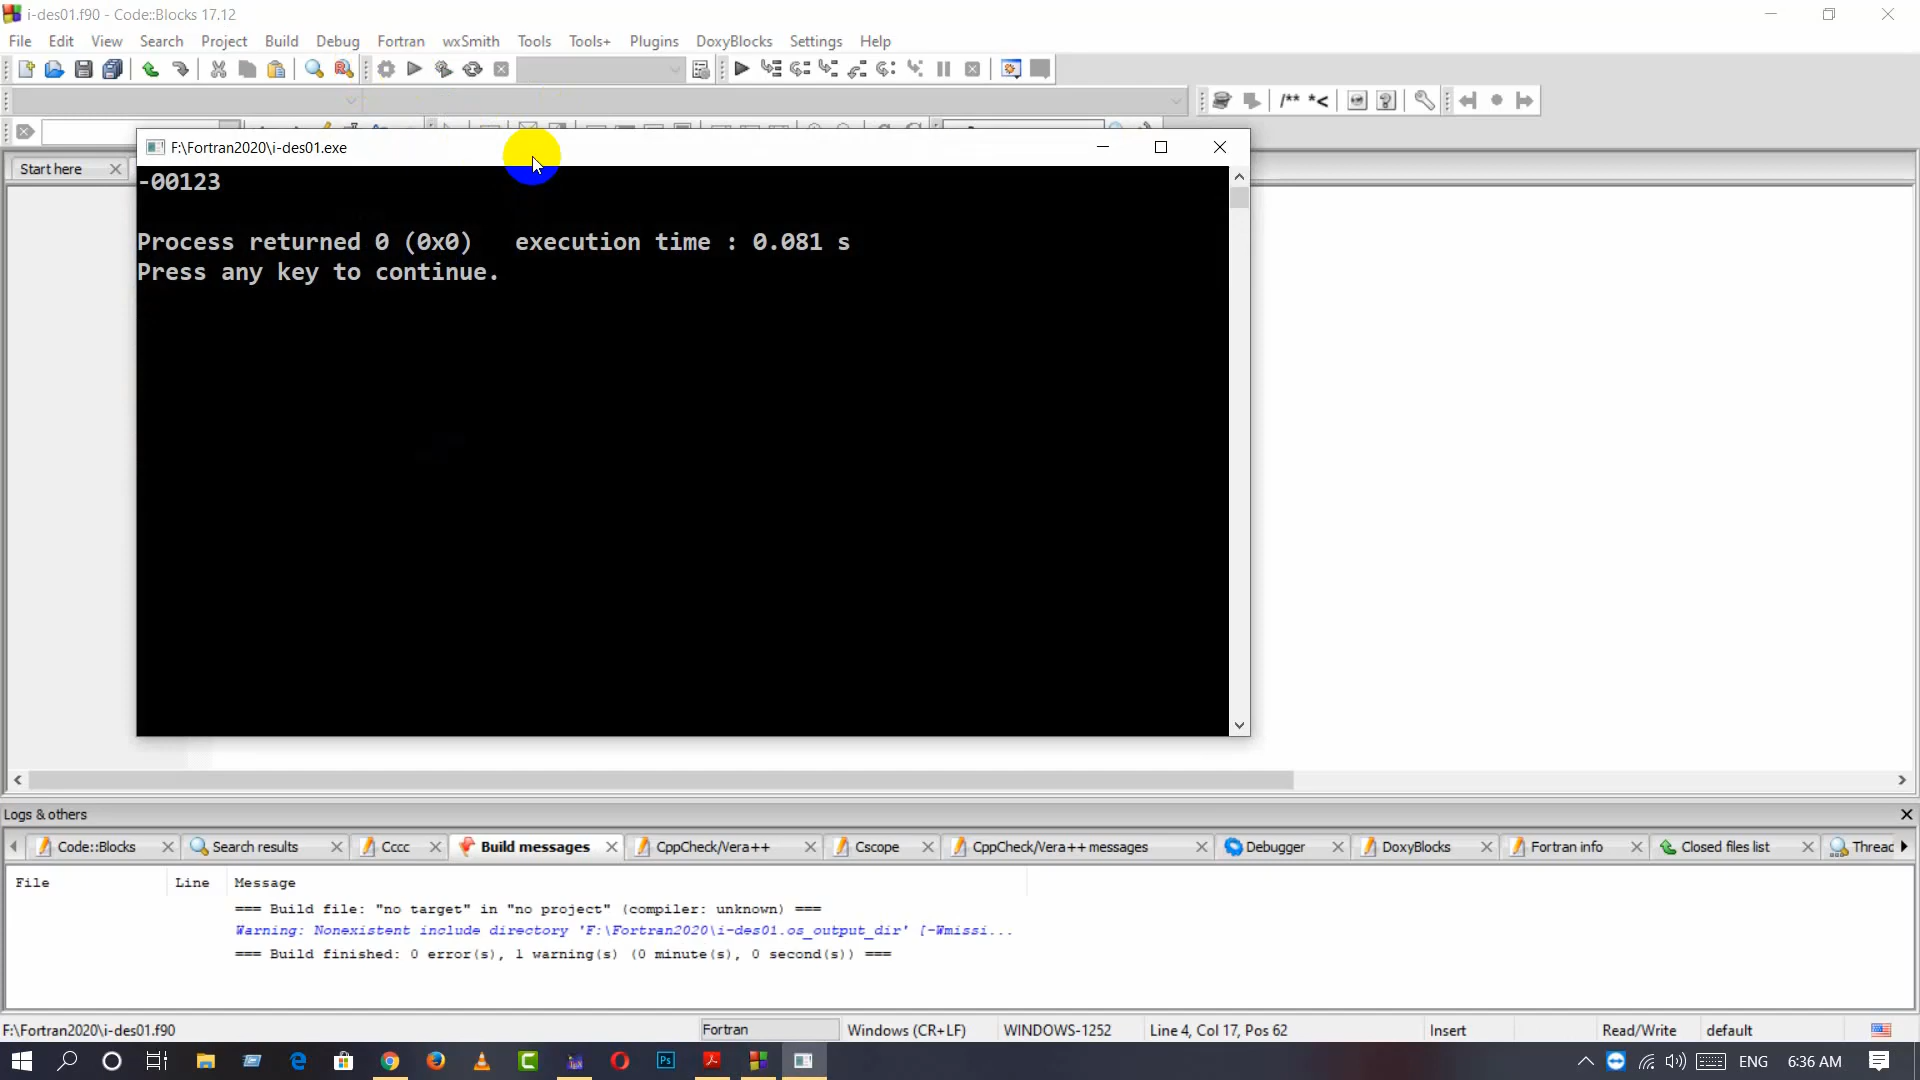 i-des01.f90 - Code::Blocks 17.12
File Edit View Search Project Build Debug Fortran wxSmith Tools Tools+ Plugins DoxyBlocks Settings Help
/** *<
Start here
F:\Fortran2020\i-des01.exe
-00123
Process returned 0 (0x0)   execution time : 0.081 s
Press any key to continue.
Logs & others
Code::Blocks Search results Cccc Build messages CppCheck/Vera++ Cscope CppCheck/Vera++ messages Debugger DoxyBlocks Fortran info Closed files list Threac
File Line Message
=== Build file: "no target" in "no project" (compiler: unknown) ===
Warning: Nonexistent include directory 'F:\Fortran2020\i-des01.os_output_dir' [-Wmissi...
=== Build finished: 0 error(s), 1 warning(s) (0 minute(s), 0 second(s)) ===
F:\Fortran2020\i-des01.f90 Fortran Windows (CR+LF) WINDOWS-1252 Line 4, Col 17, Pos 62 Insert Read/Write default
Ps ENG 6:36 AM